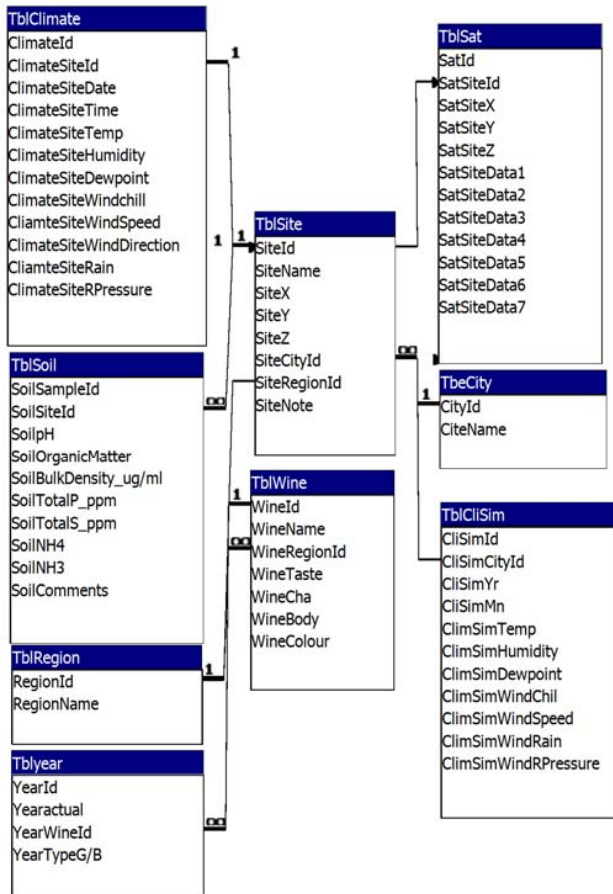 TblClimate
ClimateId
ClimateSiteId
ClimateSiteDate
ClimateSiteTime
ClimateSiteTemp
ClimateSiteHumidity
ClimateSiteDewpoint
ClimateSiteWindchill
CliamteSiteWindSpeed
ClimateSiteWindDirection
CliamteSiteRain
ClimateSiteRPressure
1
1
1
TblSoil
SoilSampleId
SoilSiteId
SoilpH
SoilOrganicMatter
SoilBulkDensity_ug/ml
SoilTotalP_ppm
SoilTotalS_ppm
SoilNH4
SoilNH3
SoilComments
∞
TblRegion
RegionId
RegionName
1
Tblyear
YearId
Yearactual
YearWineId
YearTypeG/B
∞
TblSite
SiteId
SiteName
SiteX
SiteY
SiteZ
SiteCityId
SiteRegionId
SiteNote
∞
TblWine
WineId
WineName
WineRegionId
WineTaste
WineCha
WineBody
WineColour
1
∞
TblSat
SatId
SatSiteId
SatSiteX
SatSiteY
SatSiteZ
SatSiteData1
SatSiteData2
SatSiteData3
SatSiteData4
SatSiteData5
SatSiteData6
SatSiteData7
TbeCity
CityId
CiteName
1
TblCliSim
CliSimId
CliSimCityId
CliSimYr
CliSimMn
ClimSimTemp
ClimSimHumidity
ClimSimDewpoint
ClimSimWindChil
ClimSimWindSpeed
ClimSimWindRain
ClimSimWindRPressure